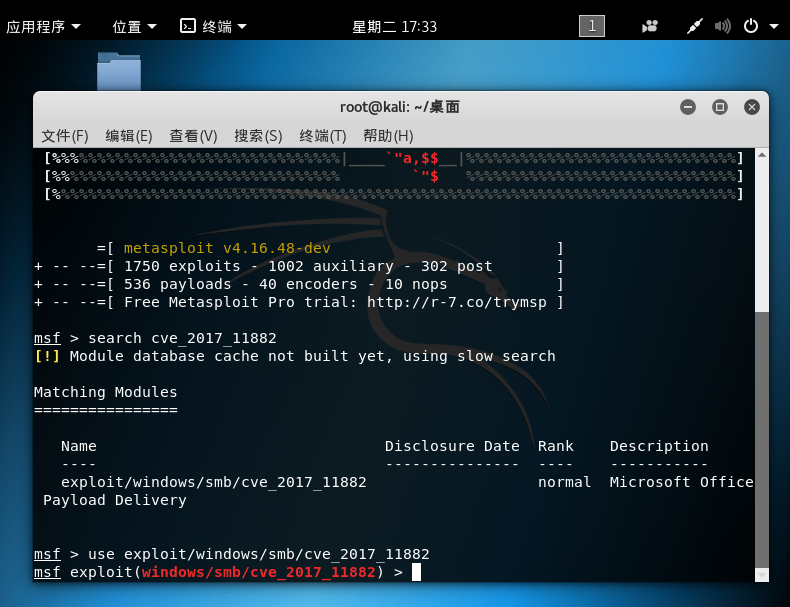 应用程序 位置 终端 星期二 17:33 1
root@kali: ~/桌面
文件(F) 编辑(E) 查看(V) 搜索(S) 终端(T) 帮助(H)
[%%%%%%%%%%%%%%%%%%%%%%%%%%%%%%%%|____`"a,$$__|%%%%%%%%%%%%%%%%%%%%%%%%%%%%%%]
[%%%%%%%%%%%%%%%%%%%%%%%%%%%%%%%%        `"$   %%%%%%%%%%%%%%%%%%%%%%%%%%%%%%]
[%%%%%%%%%%%%%%%%%%%%%%%%%%%%%%%%%%%%%%%%%%%%%%%%%%%%%%%%%%%%%%%%%%%%%%%%%%%%%]
=[ metasploit v4.16.48-dev ]
+ -- --=[ 1750 exploits - 1002 auxiliary - 302 post ]
+ -- --=[ 536 payloads - 40 encoders - 10 nops ]
+ -- --=[ Free Metasploit Pro trial: http://r-7.co/trymsp ]
msf > search cve_2017_11882
[!] Module database cache not built yet, using slow search
Matching Modules
================
Name Disclosure Date Rank Description
---- --------------- ---- -----------
exploit/windows/smb/cve_2017_11882 normal Microsoft Office
Payload Delivery
msf > use exploit/windows/smb/cve_2017_11882
msf exploit(windows/smb/cve_2017_11882) >